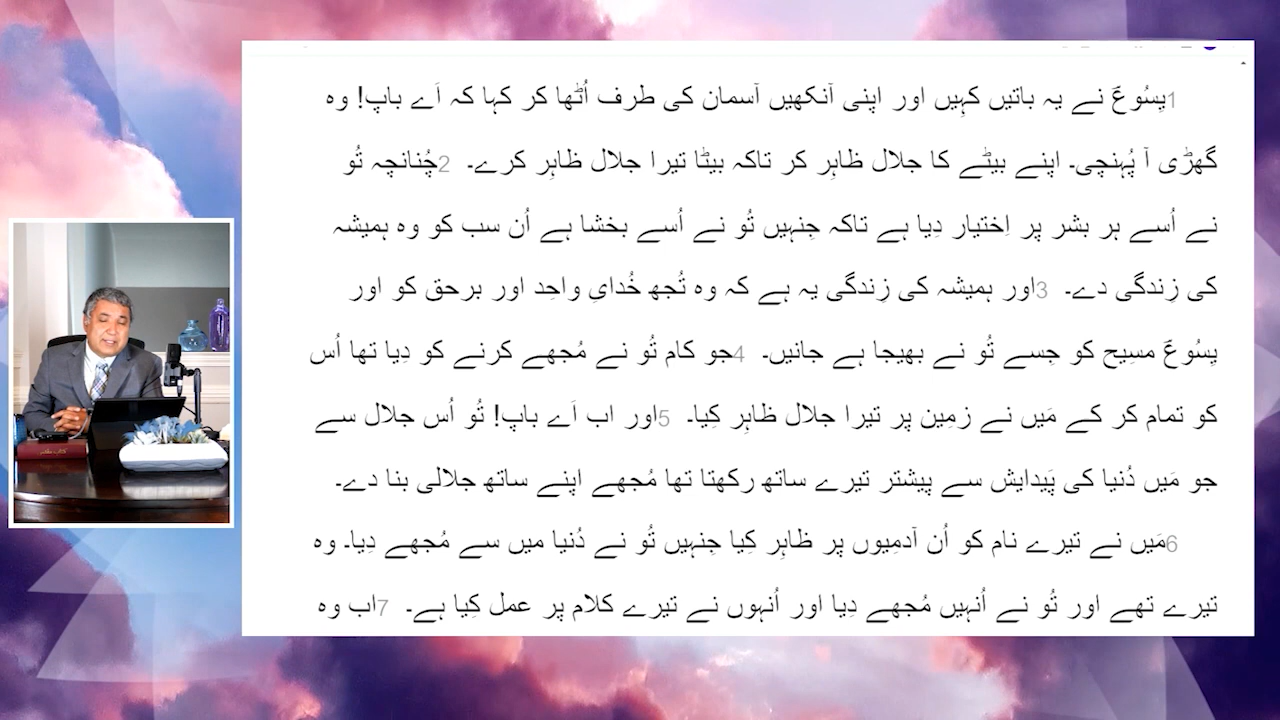 1یِسُوعؔ نے یہ باتیں کہِیں اور اپنی آنکھیں آسمان کی طرف اُٹھا کر کہا کہ اَے باپ! وہ
گھڑی آ پُہنچی۔ اپنے بیٹے کا جلال ظاہِر کر تاکہ بیٹا تیرا جلال ظاہِر کرے۔ 2چُنانچہ تُو
نے اُسے ہر بشر پر اِختیار دِیا ہے تاکہ جِنہیں تُو نے اُسے بخشا ہے اُن سب کو وہ ہمیشہ
کی زِندگی دے۔ 3اور ہمیشہ کی زِندگی یہ ہے کہ وہ تُجھ خُدایِ واحِد اور برحق کو اور
یِسُوعؔ مسِیح کو جِسے تُو نے بھیجا ہے جانیں۔ 4جو کام تُو نے مُجھے کرنے کو دِیا تھا اُس
کو تمام کر کے مَیں نے زمِین پر تیرا جلال ظاہِر کِیا۔ 5اور اب اَے باپ! تُو اُس جلال سے
جو مَیں دُنیا کی پَیدایش سے پیشتر تیرے ساتھ رکھتا تھا مُجھے اپنے ساتھ جلالی بنا دے۔
6مَیں نے تیرے نام کو اُن آدمِیوں پر ظاہِر کِیا جِنہیں تُو نے دُنیا میں سے مُجھے دِیا۔ وہ
تیرے تھے اور تُو نے اُنہیں مُجھے دِیا اور اُنہوں نے تیرے کلام پر عمل کِیا ہے۔ 7اب وہ